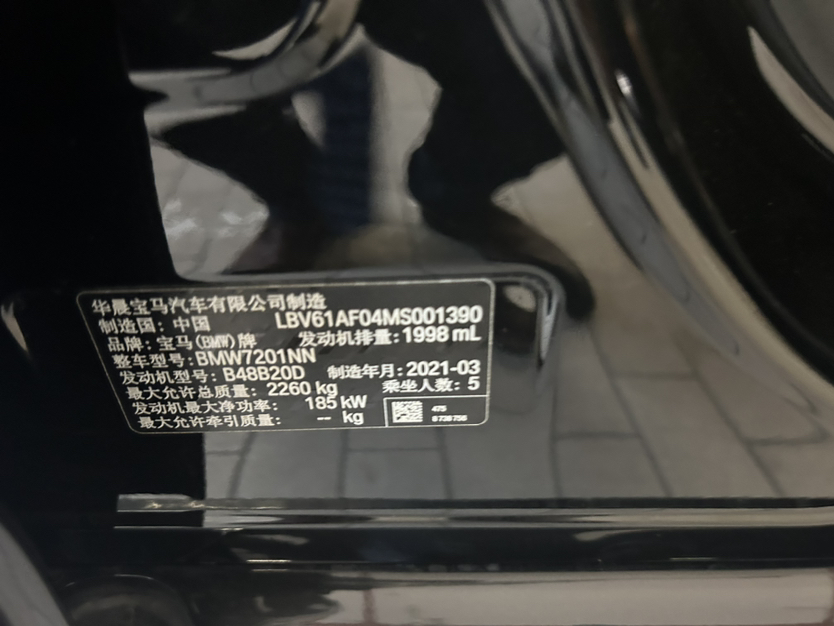 华晨宝马汽车有限公司制造
制造国：中国 LBV61AF04MS001390
品牌：宝马(BMW)牌 发动机排量：1998 mL
整车型号：BMW7201NN
发动机型号：B48B20D 制造年月：2021-03
最大允许总质量：2260 kg 乘坐人数：5
发动机最大净功率：185 kW
最大允许牵引质量：-- kg
475